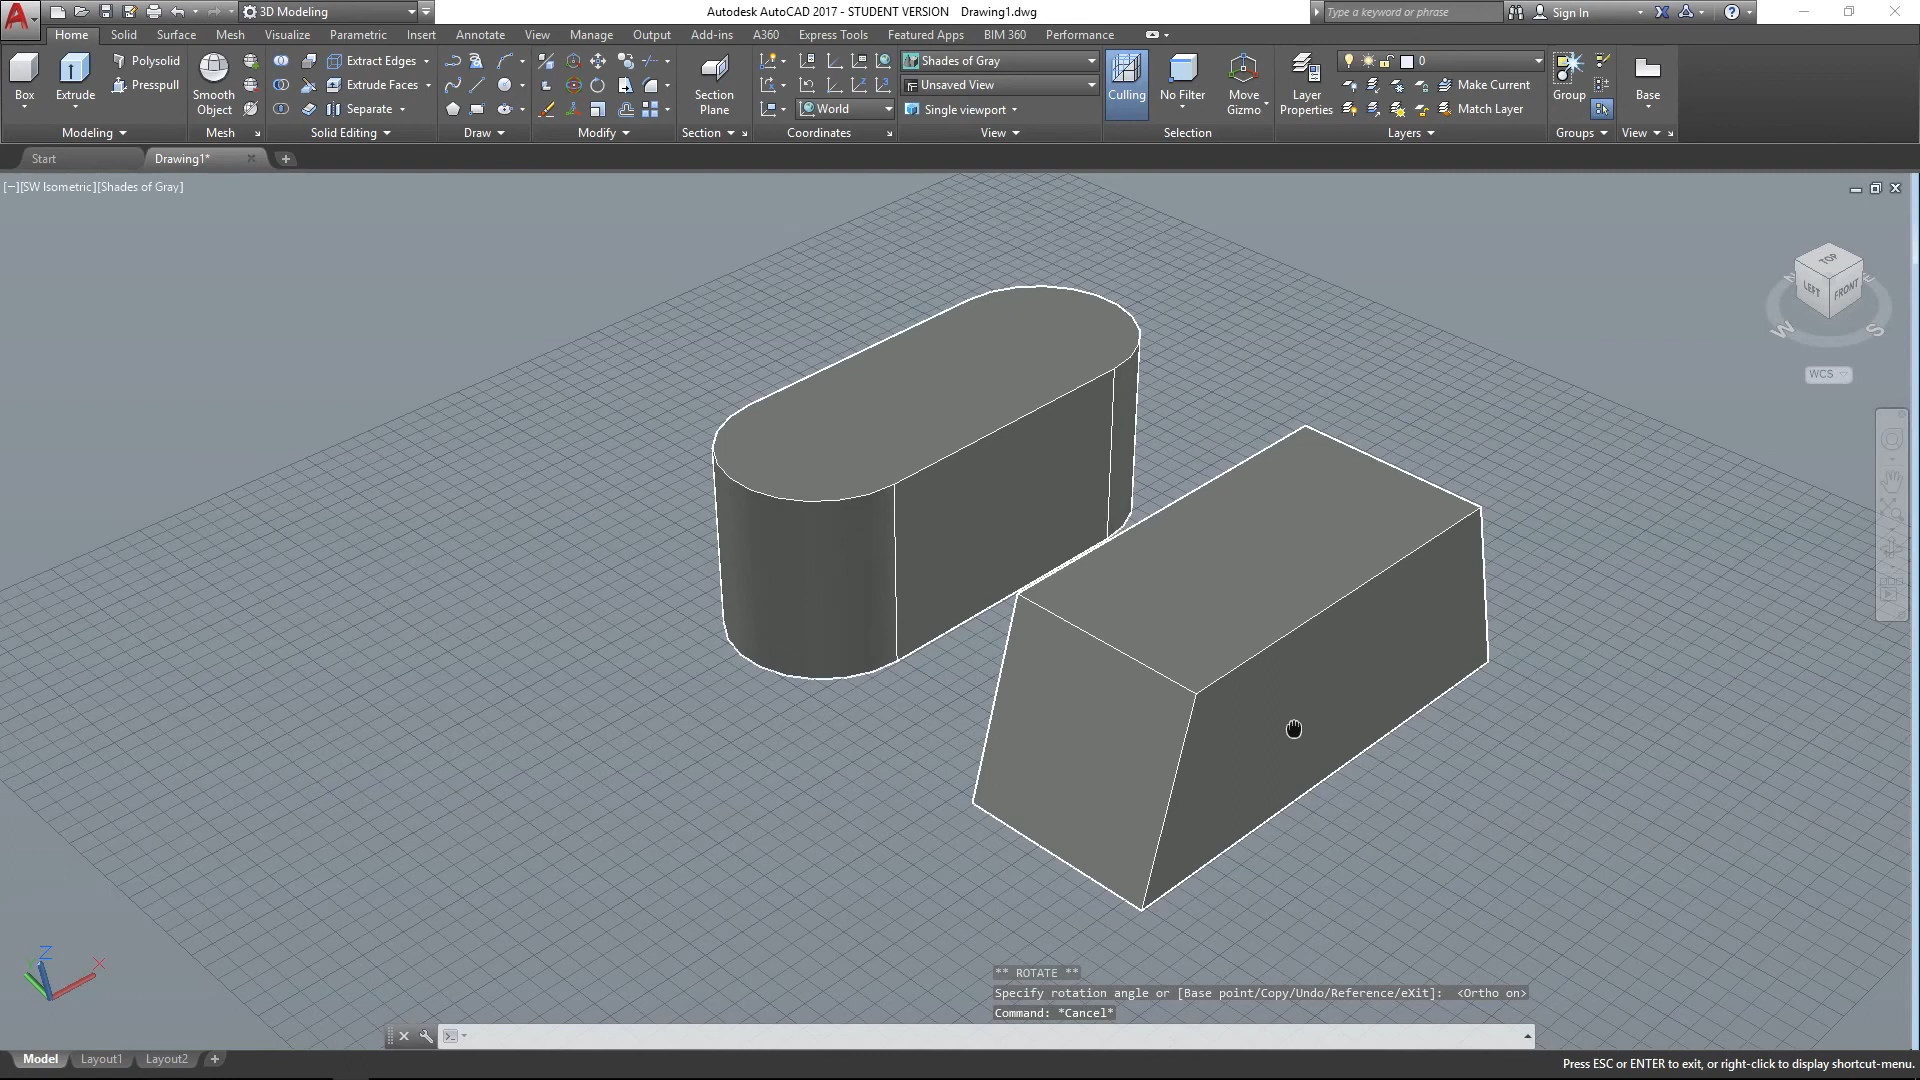 3D Modeling
Autodesk AutoCAD 2017 - STUDENT VERSION Drawing1.dwg
Type a keyword or phrase
Sign In
Home Solid Surface Mesh Visualize Parametric Insert Annotate View Manage Output Add-ins A360 Express Tools Featured Apps BIM 360 Performance
Polysolid
Presspull
Box
Extrude
Modeling
Smooth
Object
Mesh
Extract Edges
Extrude Faces
Separate
Solid Editing
Draw
Modify
Section
Plane
Section
World
Coordinates
Shades of Gray
Unsaved View
Single viewport
View
Culling
No Filter
Move
Gizmo
Selection
Layer
Properties
0
Make Current
Match Layer
Layers
Group
Groups
Base
View
Start
Drawing1*
[−][SW Isometric][Shades of Gray]
TOP
LEFT
FRONT
N
E
W
S
WCS
Z
X
** ROTATE **
Specify rotation angle or [Base point/Copy/Undo/Reference/eXit]: <Ortho on>
Command: *Cancel*
Model
Layout1
Layout2
Press ESC or ENTER to exit, or right-click to display shortcut-menu.